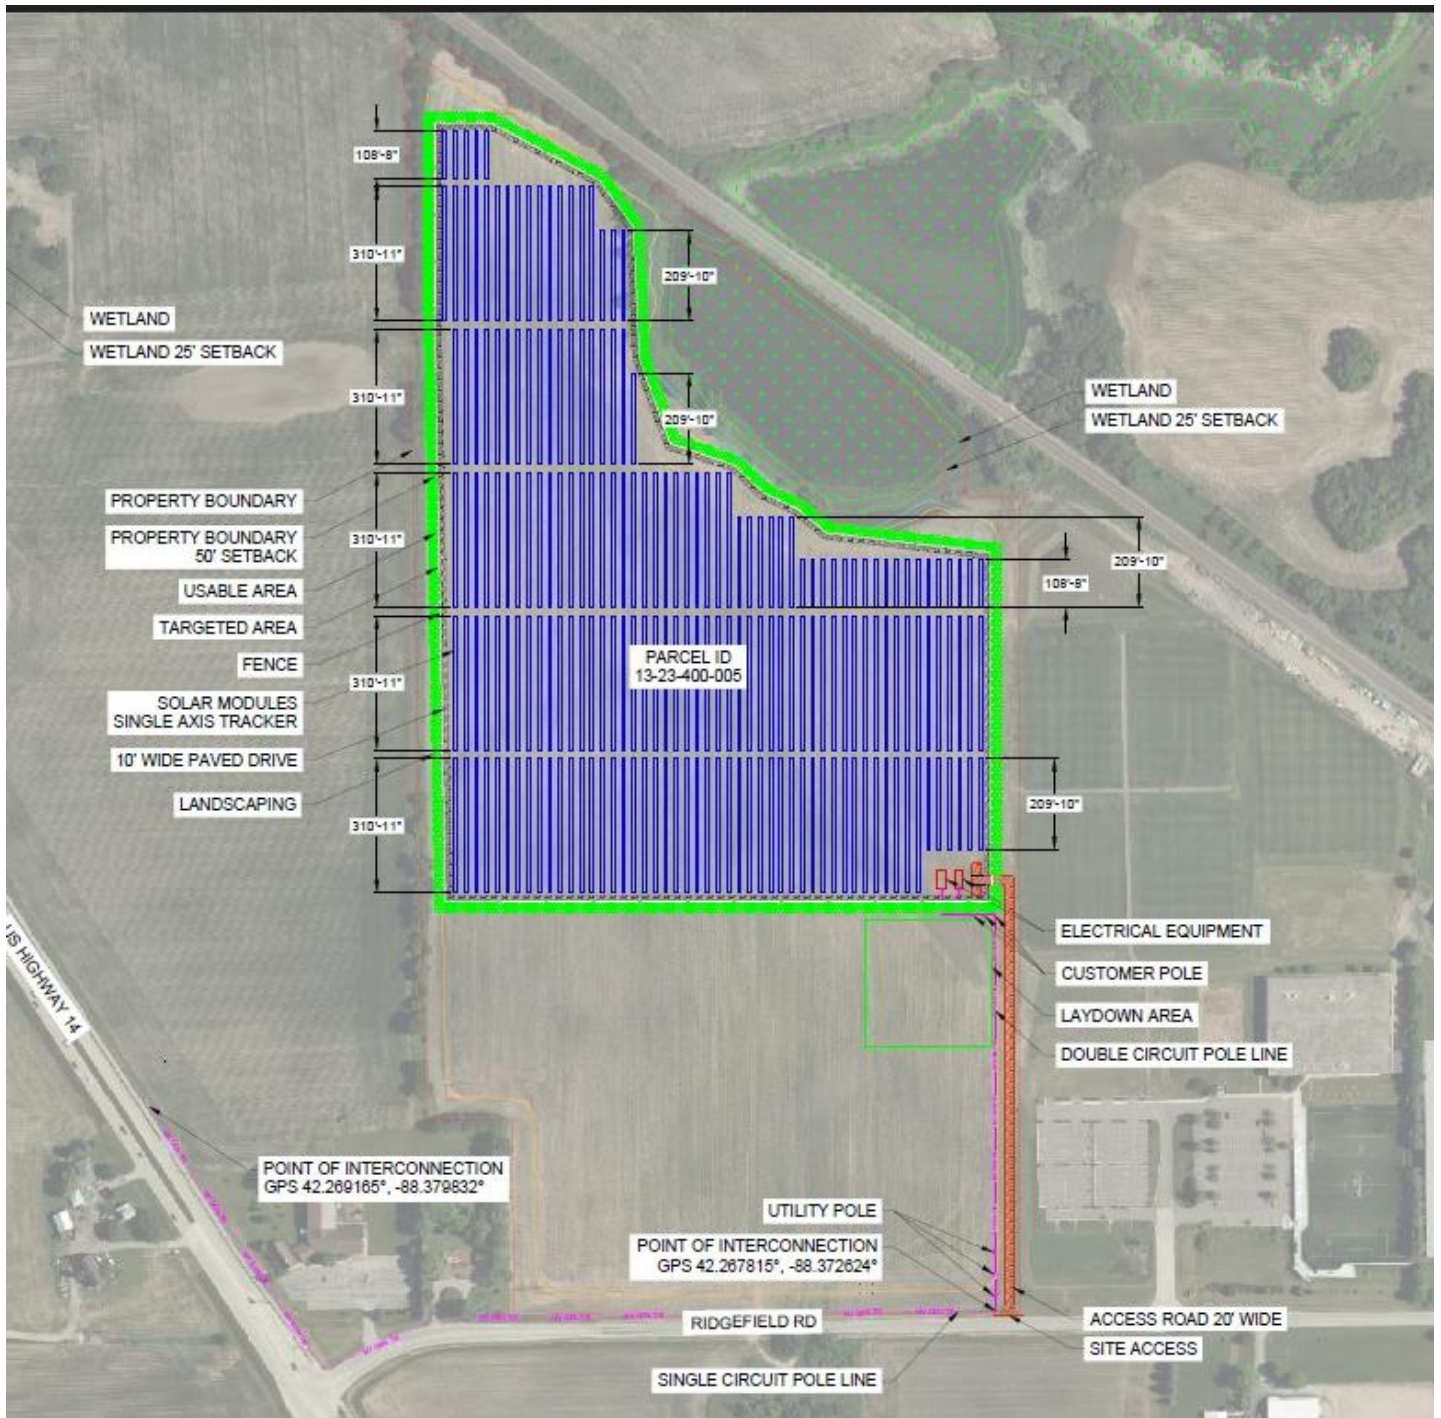 108'-8"
310'-11"
209'-10"
WETLAND
WETLAND 25' SETBACK
310'-11"
209'-10"
WETLAND
WETLAND 25' SETBACK
PROPERTY BOUNDARY
PROPERTY BOUNDARY
50' SETBACK
310'-11"
209'-10"
108'-8"
USABLE AREA
TARGETED AREA
FENCE
PARCEL ID
13-23-400-005
310'-11"
SOLAR MODULES
SINGLE AXIS TRACKER
10' WIDE PAVED DRIVE
LANDSCAPING
310'-11"
209'-10"
US HIGHWAY 14
ELECTRICAL EQUIPMENT
CUSTOMER POLE
LAYDOWN AREA
DOUBLE CIRCUIT POLE LINE
POINT OF INTERCONNECTION
GPS 42.269165°, -88.379832°
UTILITY POLE
POINT OF INTERCONNECTION
GPS 42.267815°, -88.372624°
RIDGEFIELD RD
ACCESS ROAD 20' WIDE
SITE ACCESS
SINGLE CIRCUIT POLE LINE